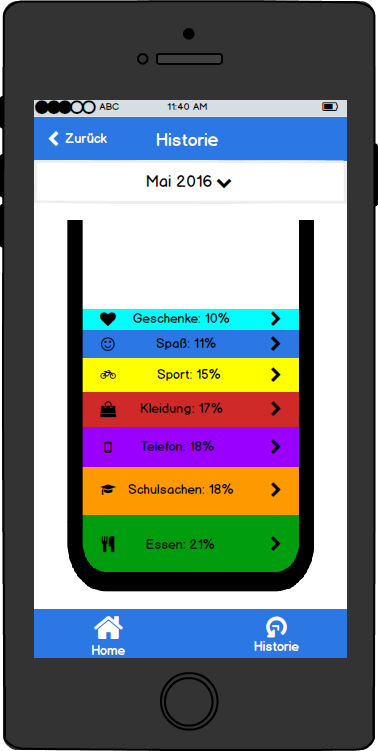 ABC 11:40 AM
Zurück Historie
Mai 2016
Geschenke: 10%
Spaß: 11%
Sport: 15%
Kleidung: 17%
Telefon: 18%
Schulsachen: 18%
Essen: 21%
Home Historie